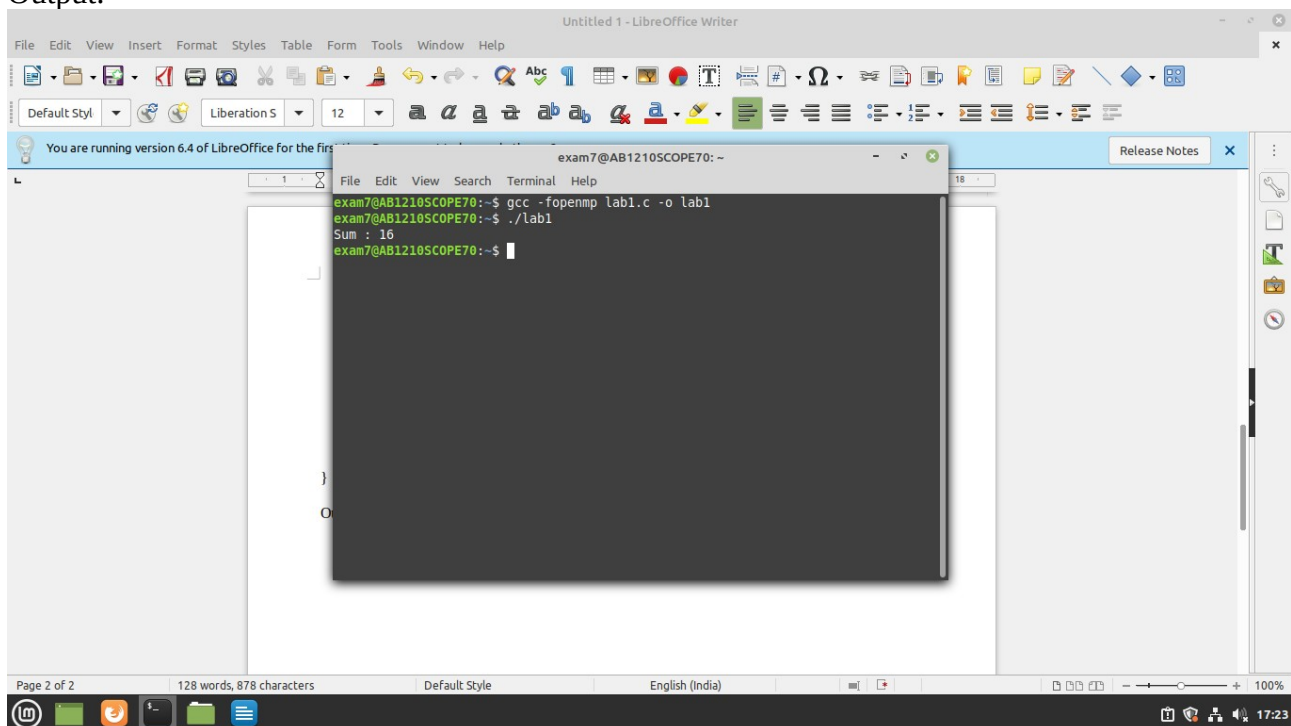 Output:
Untitled 1 - LibreOffice Writer
File Edit View Insert Format Styles Table Form Tools Window Help
Default Styl Liberation S 12
You are running version 6.4 of LibreOffice for the
Release Notes
exam7@AB1210SCOPE70: ~
1 18
File Edit View Search Terminal Help
exam7@AB1210SCOPE70:~$ gcc -fopenmp lab1.c -o lab1
exam7@AB1210SCOPE70:~$ ./lab1
Sum : 16
exam7@AB1210SCOPE70:~$
}
Page 2 of 2 128 words, 878 characters Default Style English (India) 100%
17:23